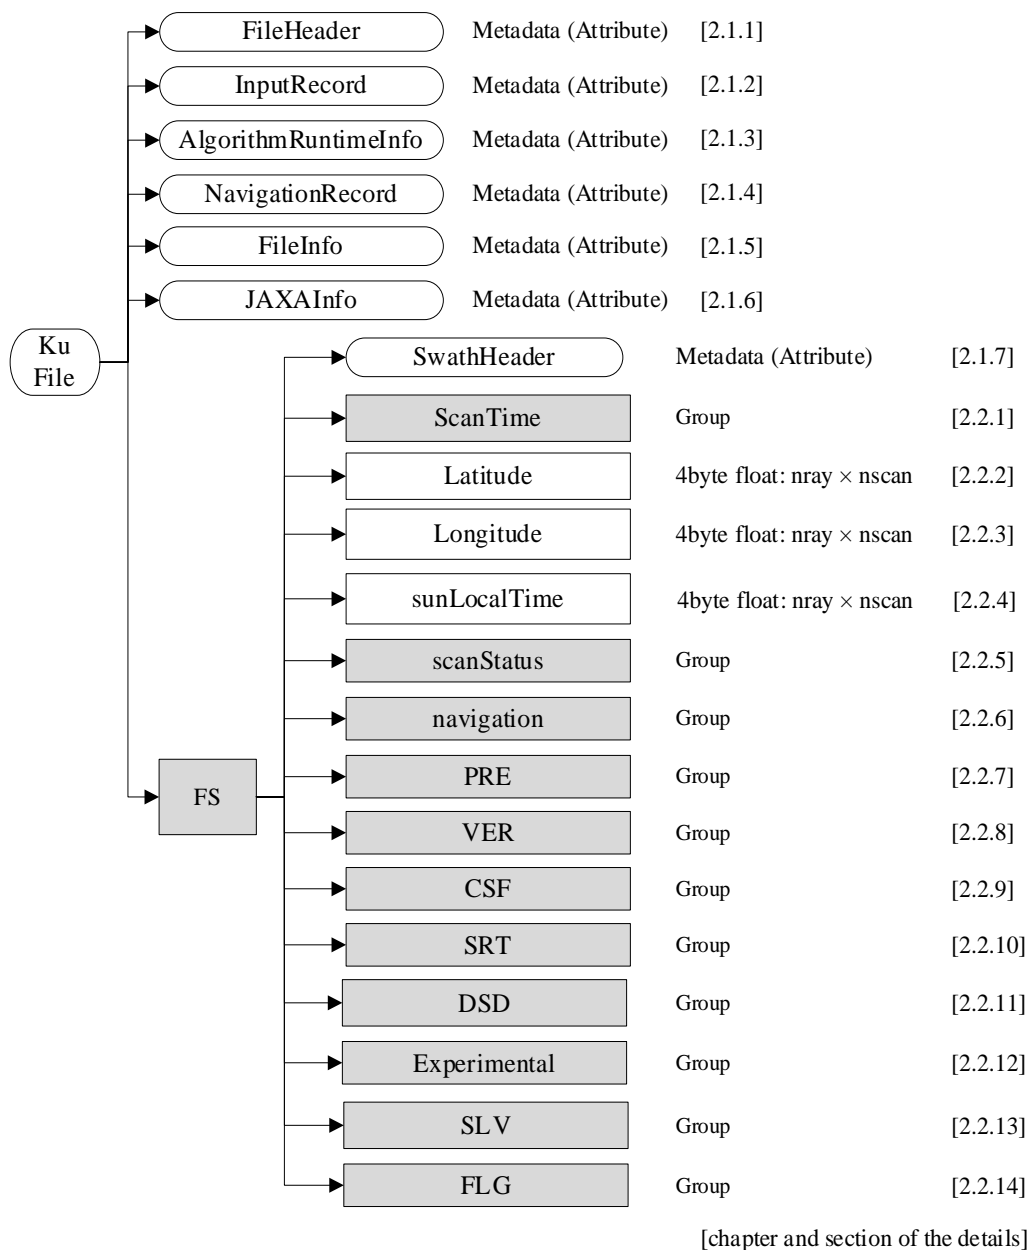 FileHeader Metadata (Attribute) [2.1.1]
InputRecord Metadata (Attribute) [2.1.2]
AlgorithmRuntimeInfo Metadata (Attribute) [2.1.3]
NavigationRecord Metadata (Attribute) [2.1.4]
FileInfo Metadata (Attribute) [2.1.5]
JAXAInfo Metadata (Attribute) [2.1.6]
Ku
File
SwathHeader Metadata (Attribute) [2.1.7]
ScanTime Group [2.2.1]
Latitude 4byte float: nray × nscan [2.2.2]
Longitude 4byte float: nray × nscan [2.2.3]
sunLocalTime 4byte float: nray × nscan [2.2.4]
scanStatus Group [2.2.5]
navigation Group [2.2.6]
PRE Group [2.2.7]
FS
VER Group [2.2.8]
CSF Group [2.2.9]
SRT Group [2.2.10]
DSD Group [2.2.11]
Experimental Group [2.2.12]
SLV Group [2.2.13]
FLG Group [2.2.14]
[chapter and section of the details]